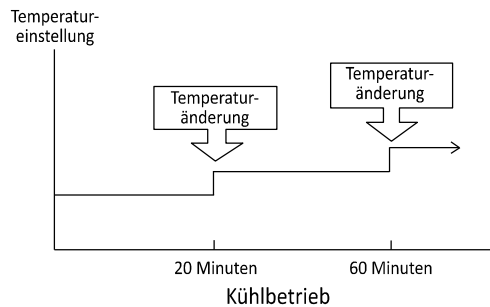 Temperatur-
einstellung
Temperatur-
änderung
Temperatur-
änderung
20 Minuten
60 Minuten
Kühlbetrieb